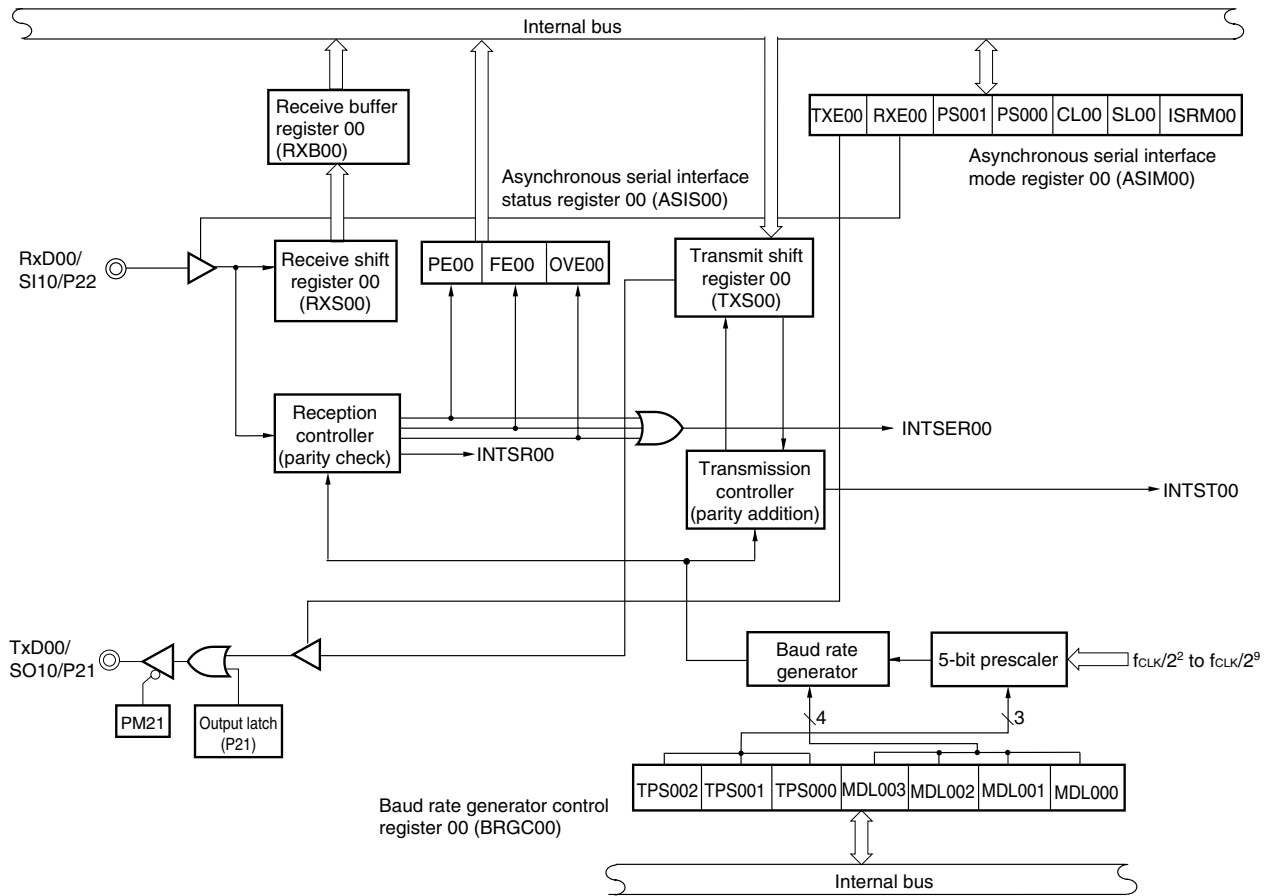 Internal bus
Receive buffer
register 00
(RXB00)
TXE00 RXE00 PS001 PS000 CL00 SL00 ISRM00
Asynchronous serial interface
mode register 00 (ASIM00)
Asynchronous serial interface
status register 00 (ASIS00)
RxD00/
SI10/P22
Receive shift
register 00
(RXS00)
PE00 FE00 OVE00
Transmit shift
register 00
(TXS00)
Reception
controller
(parity check)
INTSR00
INTSER00
Transmission
controller
(parity addition)
INTST00
TxD00/
SO10/P21
PM21
Output latch
(P21)
Baud rate
generator
5-bit prescaler
fCLK/2² to fCLK/2⁹
4
3
TPS002 TPS001 TPS000 MDL003 MDL002 MDL001 MDL000
Baud rate generator control
register 00 (BRGC00)
Internal bus